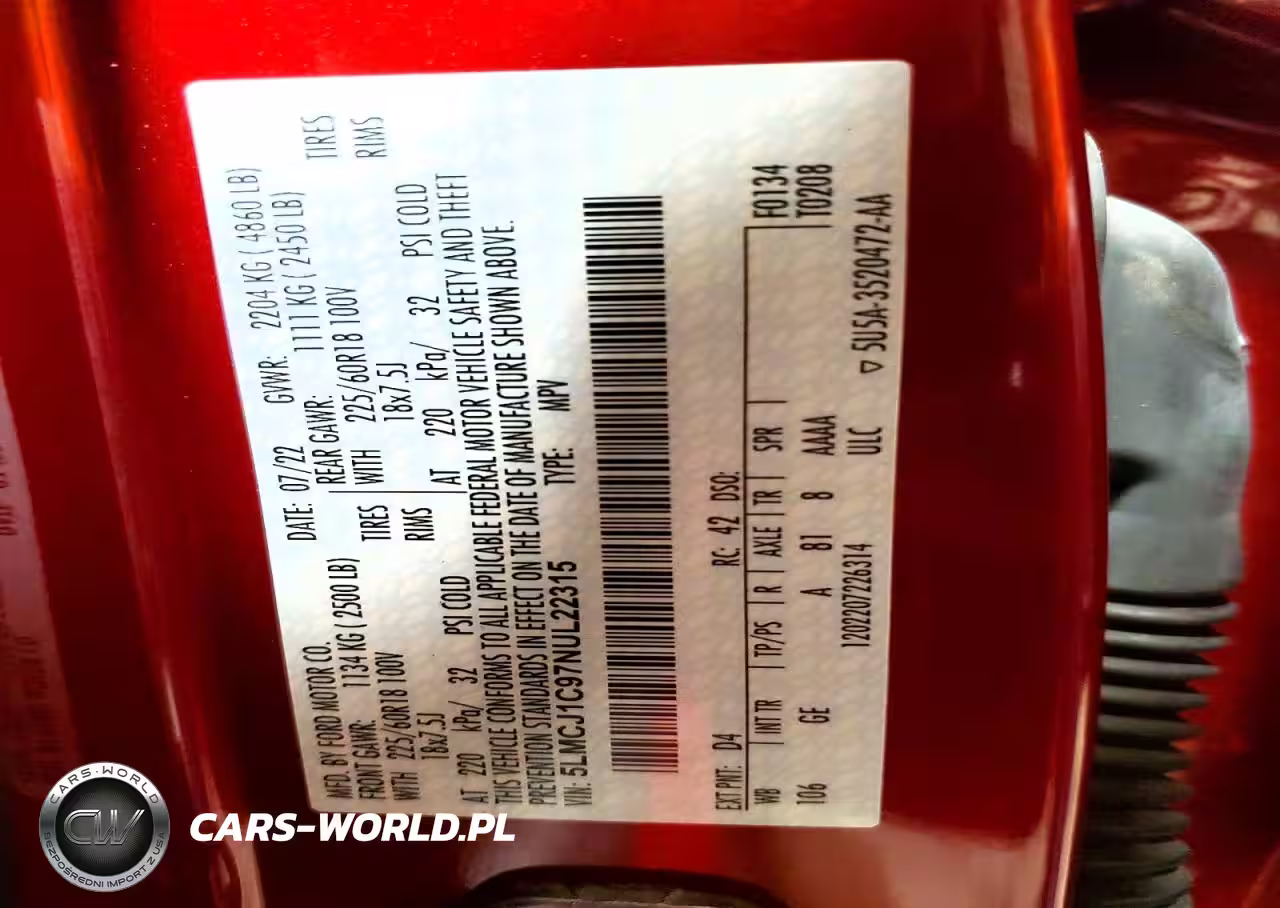 MFD. BY FORD MOTOR CO. DATE: 07/22 GVWR: 2204 KG ( 4860 LB)
FRONT GAWR: 1134 KG ( 2500 LB) REAR GAWR: 1111 KG ( 2450 LB)
WITH 225/60R18 100V TIRES WITH 225/60R18 100V TIRES
18x7.5J RIMS 18x7.5J RIMS
AT 220 kPa/ 32 PSI COLD AT 220 kPa/ 32 PSI COLD
THIS VEHICLE CONFORMS TO ALL APPLICABLE FEDERAL MOTOR VEHICLE SAFETY AND THEFT
PREVENTION STANDARDS IN EFFECT ON THE DATE OF MANUFACTURE SHOWN ABOVE.
VIN: 5LMCJ1C97NUL22315 TYPE: MPV
EXT PNT: D4 RC: 42 DSO:
WB INT TR TP/PS R AXLE TR SPR F0134
106 GE A 81 8 AAAA T0208
1202207226314 ULC
▽ 5U5A-3520472-AA
CARS-WORLD
CW
BEZPOŚREDNI IMPORT Z USA
CARS-WORLD.PL